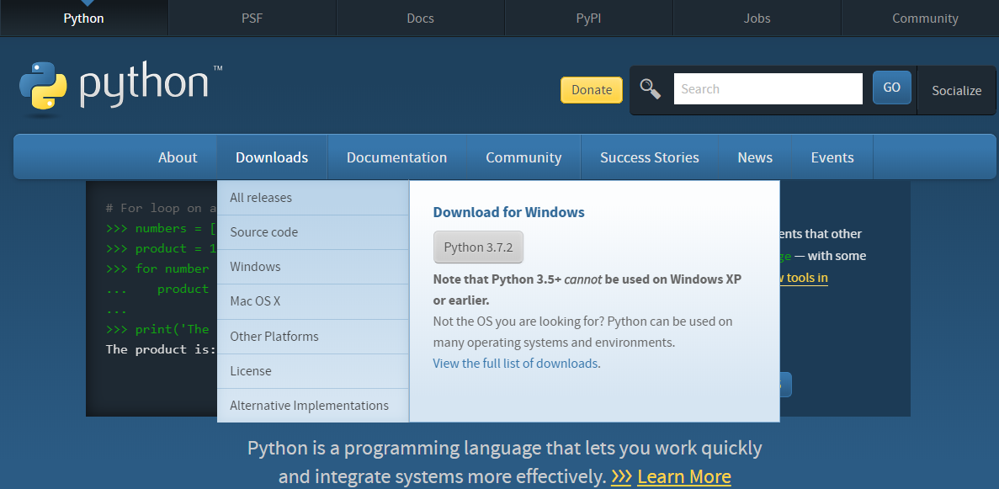 Python
PSF
Docs
PyPI
Jobs
Community
python™
Donate
Search
GO
Socialize
About
Downloads
Documentation
Community
Success Stories
News
Events
# For loop on a
>>> numbers = [
>>> product = 1
>>> for number
...    product
...
>>> print('The
The product is:
All releases
Source code
Windows
Mac OS X
Other Platforms
License
Alternative Implementations
Download for Windows
Python 3.7.2
Note that Python 3.5+ cannot be used on Windows XP
or earlier.
Not the OS you are looking for? Python can be used on
many operating systems and environments.
View the full list of downloads.
ents that other
ge — with some
tools in
Python is a programming language that lets you work quickly
and integrate systems more effectively. >>> Learn More